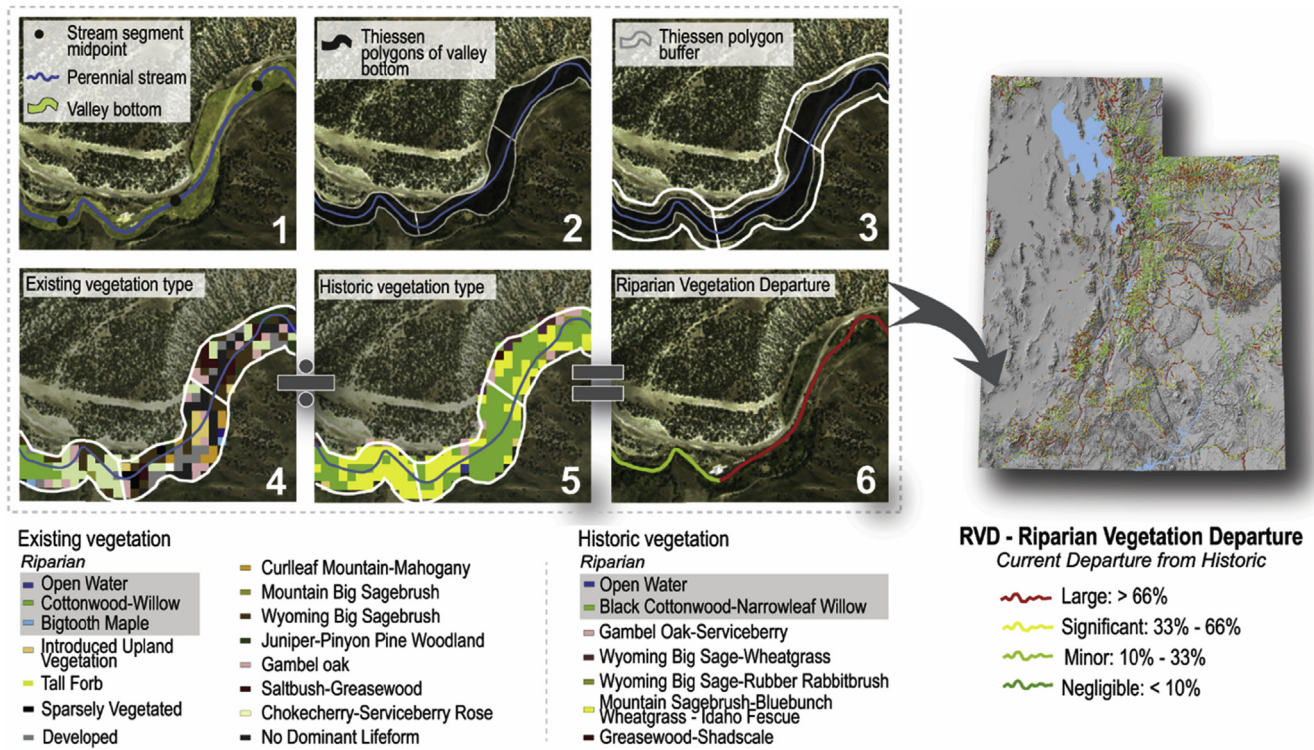 Stream segment
midpoint
Perennial stream
Valley bottom
1
Thiessen
polygons of valley
bottom
2
Thiessen polygon
buffer
3
Existing vegetation type
4
Historic vegetation type
5
Riparian Vegetation Departure
6
Existing vegetation
Riparian
Open Water
Cottonwood-Willow
Bigtooth Maple
Introduced Upland
Vegetation
Tall Forb
Sparsely Vegetated
Developed
Curlleaf Mountain-Mahogany
Mountain Big Sagebrush
Wyoming Big Sagebrush
Juniper-Pinyon Pine Woodland
Gambel oak
Saltbush-Greasewood
Chokecherry-Serviceberry Rose
No Dominant Lifeform
Historic vegetation
Riparian
Open Water
Black Cottonwood-Narrowleaf Willow
Gambel Oak-Serviceberry
Wyoming Big Sage-Wheatgrass
Wyoming Big Sage-Rubber Rabbitbrush
Mountain Sagebrush-Bluebunch
Wheatgrass - Idaho Fescue
Greasewood-Shadscale
RVD - Riparian Vegetation Departure
Current Departure from Historic
Large: > 66%
Significant: 33% - 66%
Minor: 10% - 33%
Negligible: < 10%